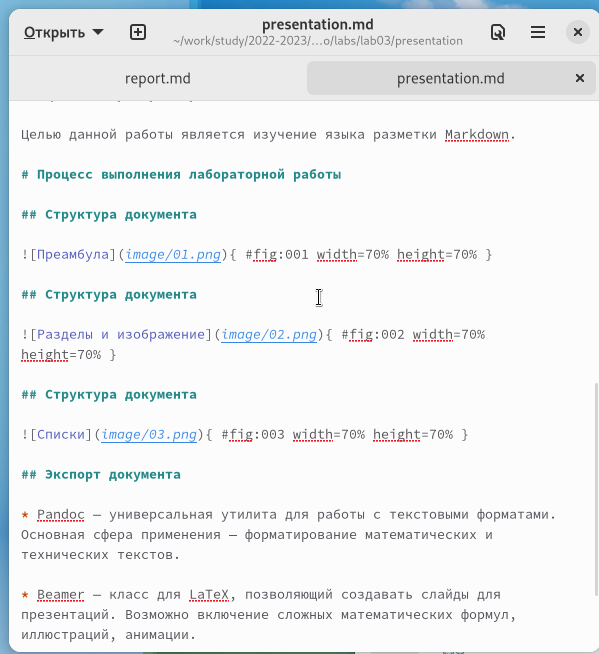 Открыть
presentation.md
~/work/study/2022-2023/…o/labs/lab03/presentation
report.md
presentation.md
Целью данной работы является изучение языка разметки Markdown.
# Процесс выполнения лабораторной работы
## Структура документа
![Преамбула](image/01.png){ #fig:001 width=70% height=70% }
## Структура документа
![Разделы и изображение](image/02.png){ #fig:002 width=70%
height=70% }
## Структура документа
![Списки](image/03.png){ #fig:003 width=70% height=70% }
## Экспорт документа
* Pandoc — универсальная утилита для работы с текстовыми форматами.
Основная сфера применения — форматирование математических и
технических текстов.
* Beamer — класс для LaTeX, позволяющий создавать слайды для
презентаций. Возможно включение сложных математических формул,
иллюстраций, анимации.